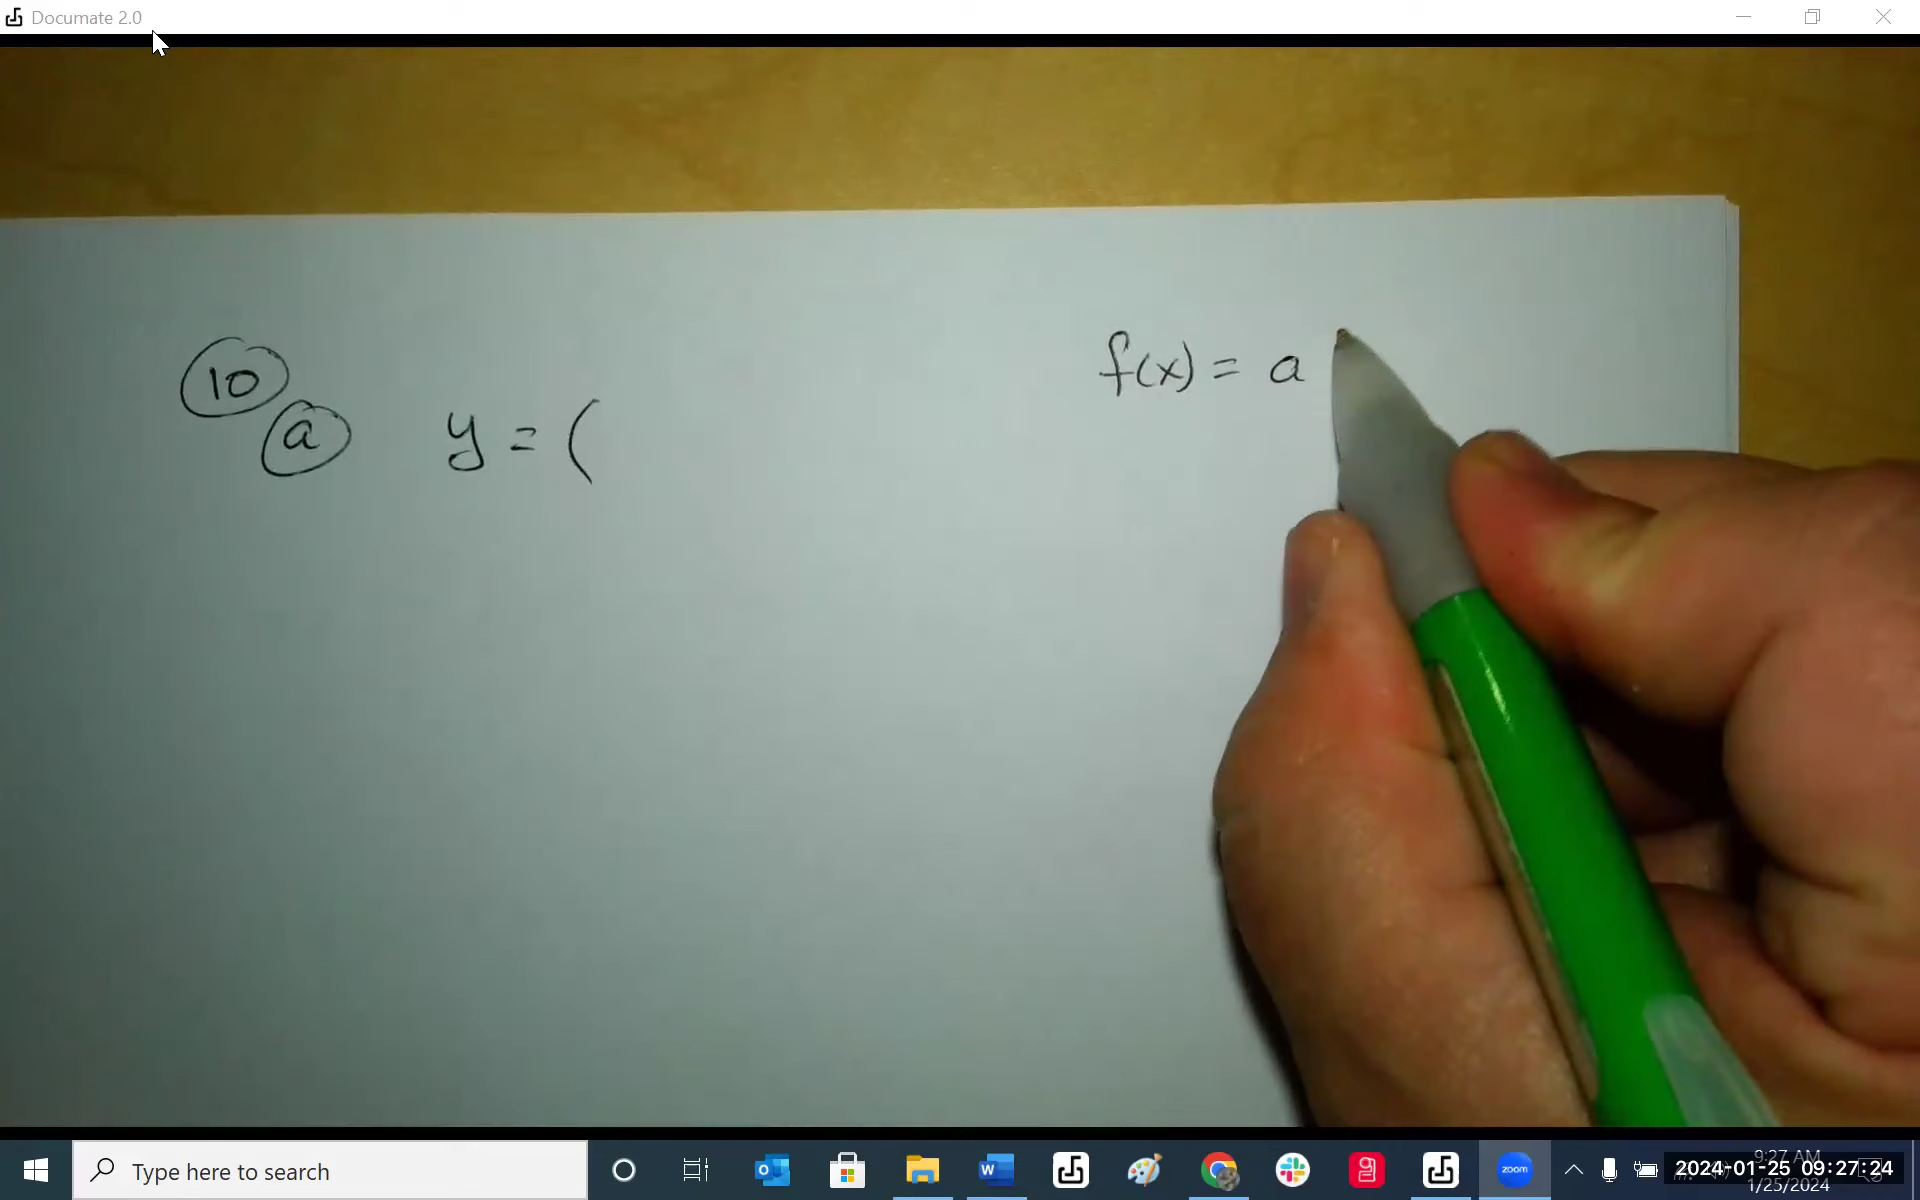 Documate 2.0
f(x) = a
10
a y = (
Type here to search
zoom
9:27 AM
2024-01-25 09:27:24
1/25/2024